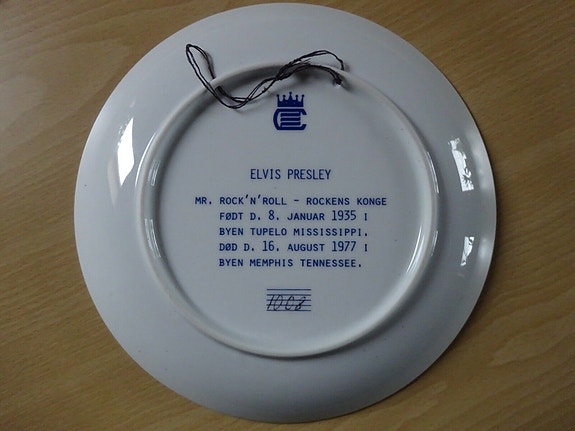 ELVIS PRESLEY
MR. ROCK'N'ROLL - ROCKENS KONGE
FØDT D. 8. JANUAR 1935 I
BYEN TUPELO MISSISSIPPI.
DØD D. 16. AUGUST 1977 I
BYEN MEMPHIS TENNESSEE.
1003